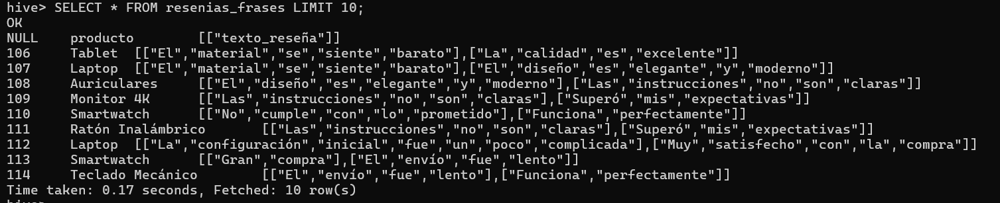 hive> SELECT * FROM resenias_frases LIMIT 10;
OK
NULL    producto        [["texto_reseña"]]
106     Tablet  [["El","material","se","siente","barato"],["La","calidad","es","excelente"]]
107     Laptop  [["El","material","se","siente","barato"],["El","diseño","es","elegante","y","moderno"]]
108     Auriculares     [["El","diseño","es","elegante","y","moderno"],["Las","instrucciones","no","son","claras"]]
109     Monitor 4K      [["Las","instrucciones","no","son","claras"],["Superó","mis","expectativas"]]
110     Smartwatch      [["No","cumple","con","lo","prometido"],["Funciona","perfectamente"]]
111     Ratón Inalámbrico       [["Las","instrucciones","no","son","claras"],["Superó","mis","expectativas"]]
112     Laptop  [["La","configuración","inicial","fue","un","poco","complicada"],["Muy","satisfecho","con","la","compra"]]
113     Smartwatch      [["Gran","compra"],["El","envío","fue","lento"]]
114     Teclado Mecánico        [["El","envío","fue","lento"],["Funciona","perfectamente"]]
Time taken: 0.17 seconds, Fetched: 10 row(s)
hive>